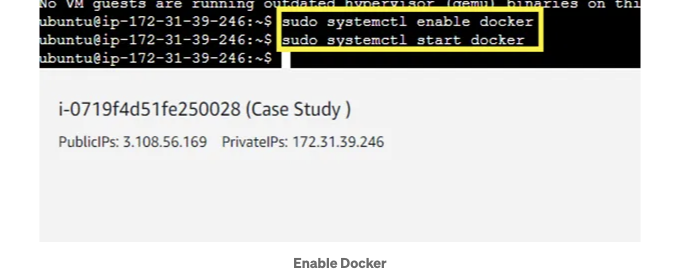 No VM guests are running outdated hypervisor (qemu) binaries on thi
ubuntu@ip-172-31-39-246:~$ sudo systemctl enable docker
ubuntu@ip-172-31-39-246:~$ sudo systemctl start docker
ubuntu@ip-172-31-39-246:~$
i-0719f4d51fe250028 (Case Study )
PublicIPs: 3.108.56.169 PrivateIPs: 172.31.39.246
Enable Docker